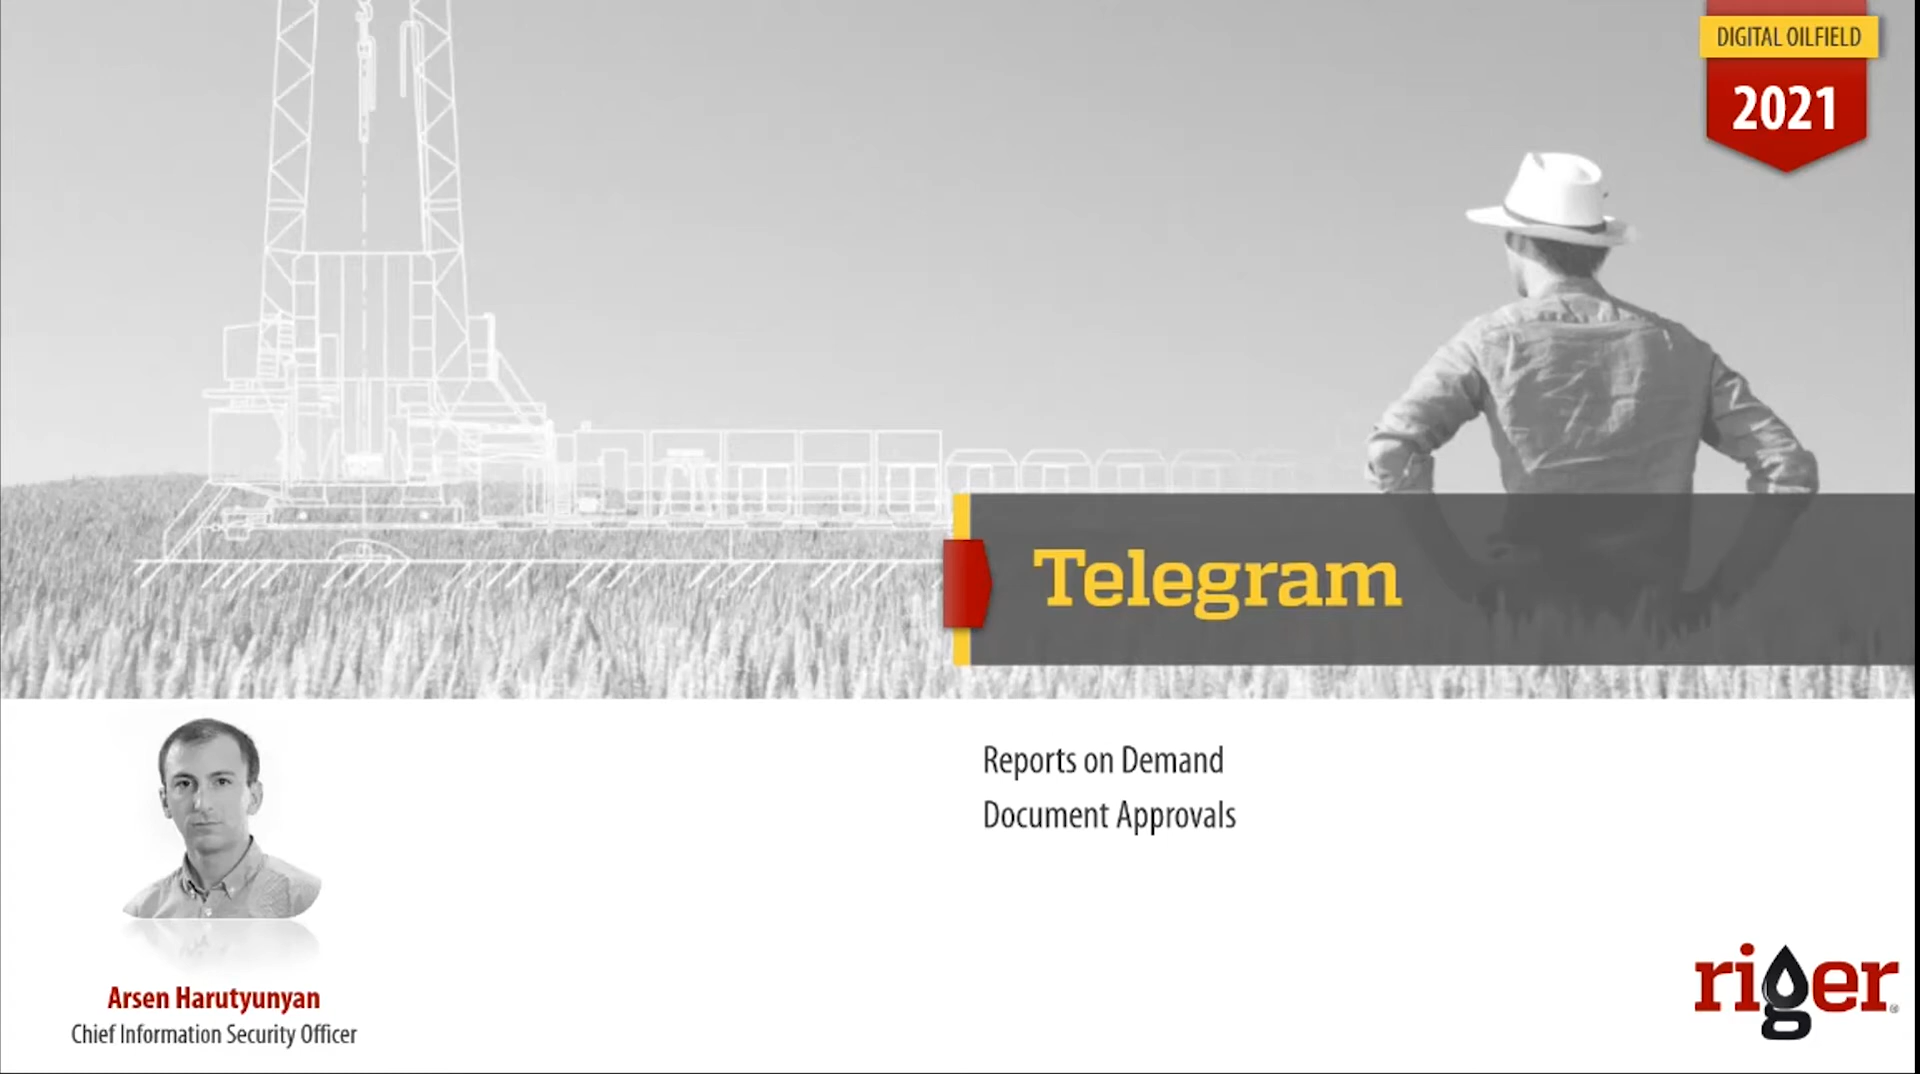 DIGITAL OILFIELD
2021
Telegram
Reports on Demand
Document Approvals
Arsen Harutyunyan
Chief Information Security Officer
riger®